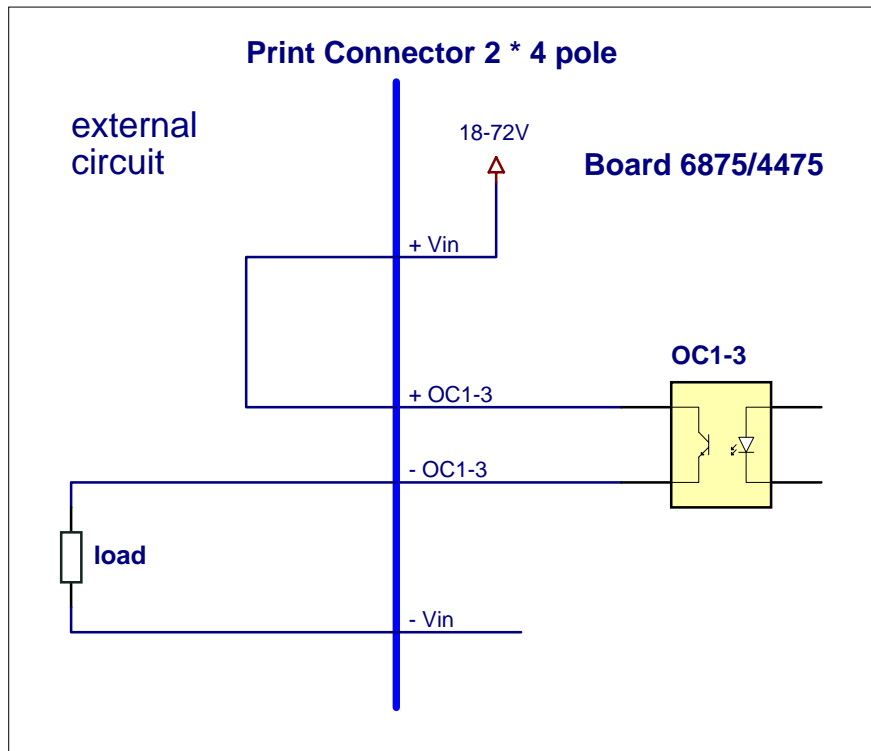 Print Connector 2 * 4 pole
external
circuit
18-72V
Board 6875/4475
+ Vin
OC1-3
+ OC1-3
- OC1-3
load
- Vin